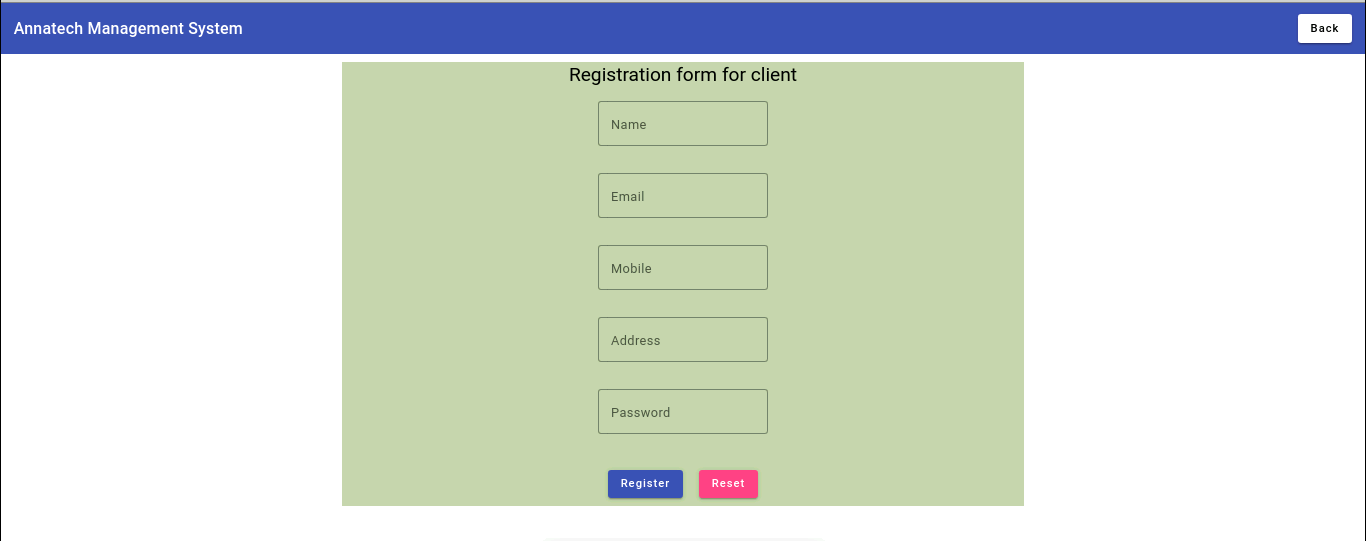 Annatech Management System
Back
Registration form for client
Name
Email
Mobile
Address
Password
Register
Reset